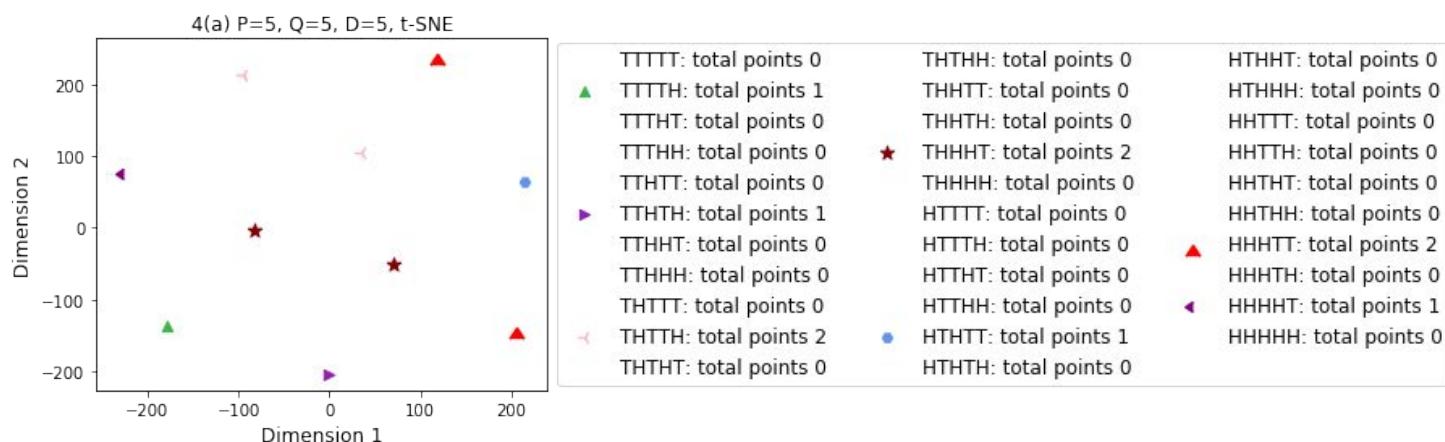 4(a) P=5, Q=5, D=5, t-SNE
200
100
0
−100
−200
Dimension 2
−200
−100
0
100
200
Dimension 1
TTTTT: total points 0
TTTTH: total points 1
TTTHT: total points 0
TTTHH: total points 0
TTHTT: total points 0
TTHTH: total points 1
TTHHT: total points 0
TTHHH: total points 0
THTTT: total points 0
THTTH: total points 2
THTHT: total points 0
THTHH: total points 0
THHTT: total points 0
THHTH: total points 0
THHHT: total points 2
THHHH: total points 0
HTTTT: total points 0
HTTTH: total points 0
HTTHT: total points 0
HTTHH: total points 0
HTHTT: total points 1
HTHTH: total points 0
HTHHT: total points 0
HTHHH: total points 0
HHTTT: total points 0
HHTTH: total points 0
HHTHT: total points 0
HHTHH: total points 0
HHHTT: total points 2
HHHTH: total points 0
HHHHT: total points 1
HHHHH: total points 0